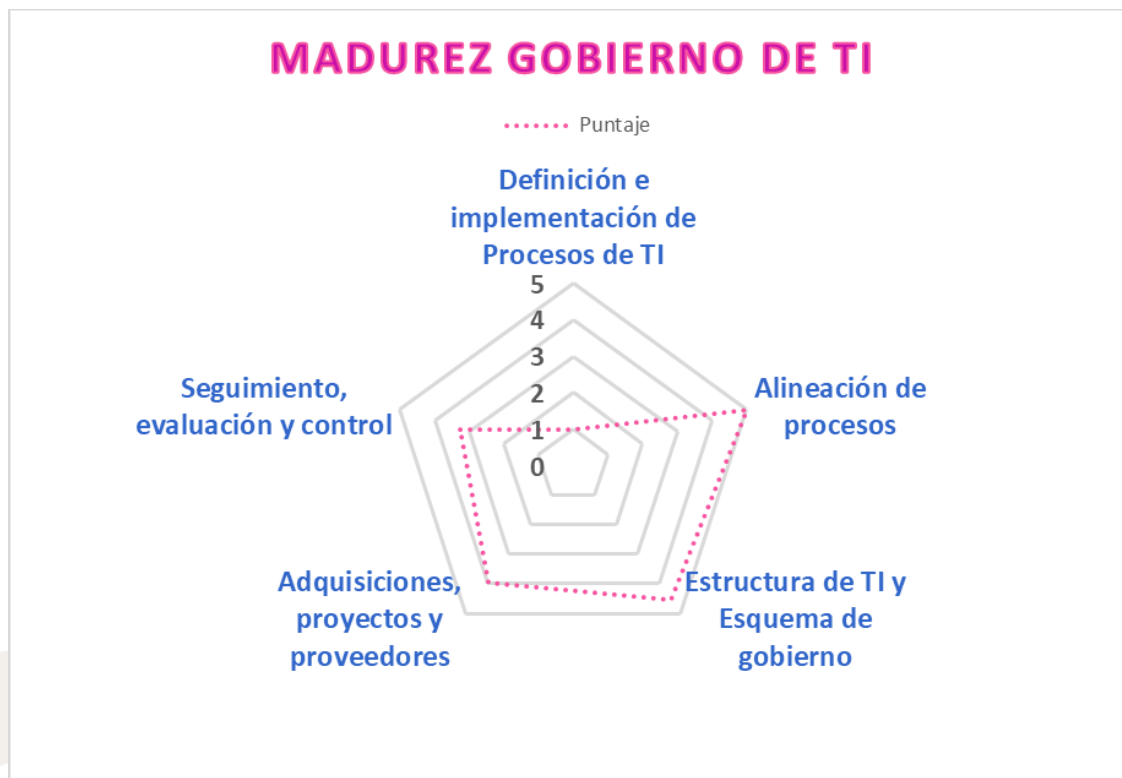 MADUREZ GOBIERNO DE TI
Puntaje
Definición e
implementación de
Procesos de TI
5
4
3
2
1
0
Alineación de
procesos
Estructura de TI y
Esquema de
gobierno
Adquisiciones,
proyectos y
proveedores
Seguimiento,
evaluación y control